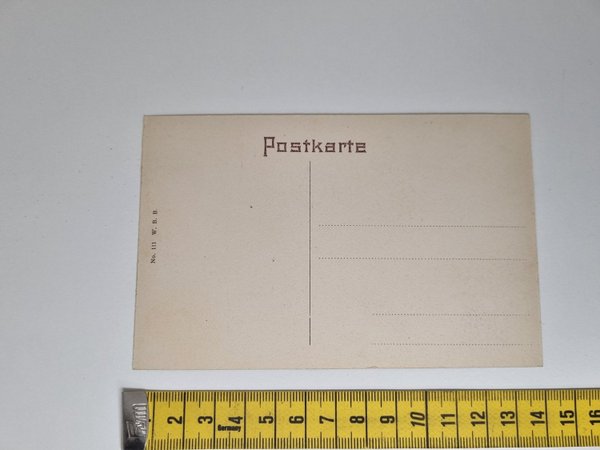 Postkarte
No. 111 W. B. B.
2 3 4 5 6 7 8 9 10 11 12 13 14 15 16
Germany